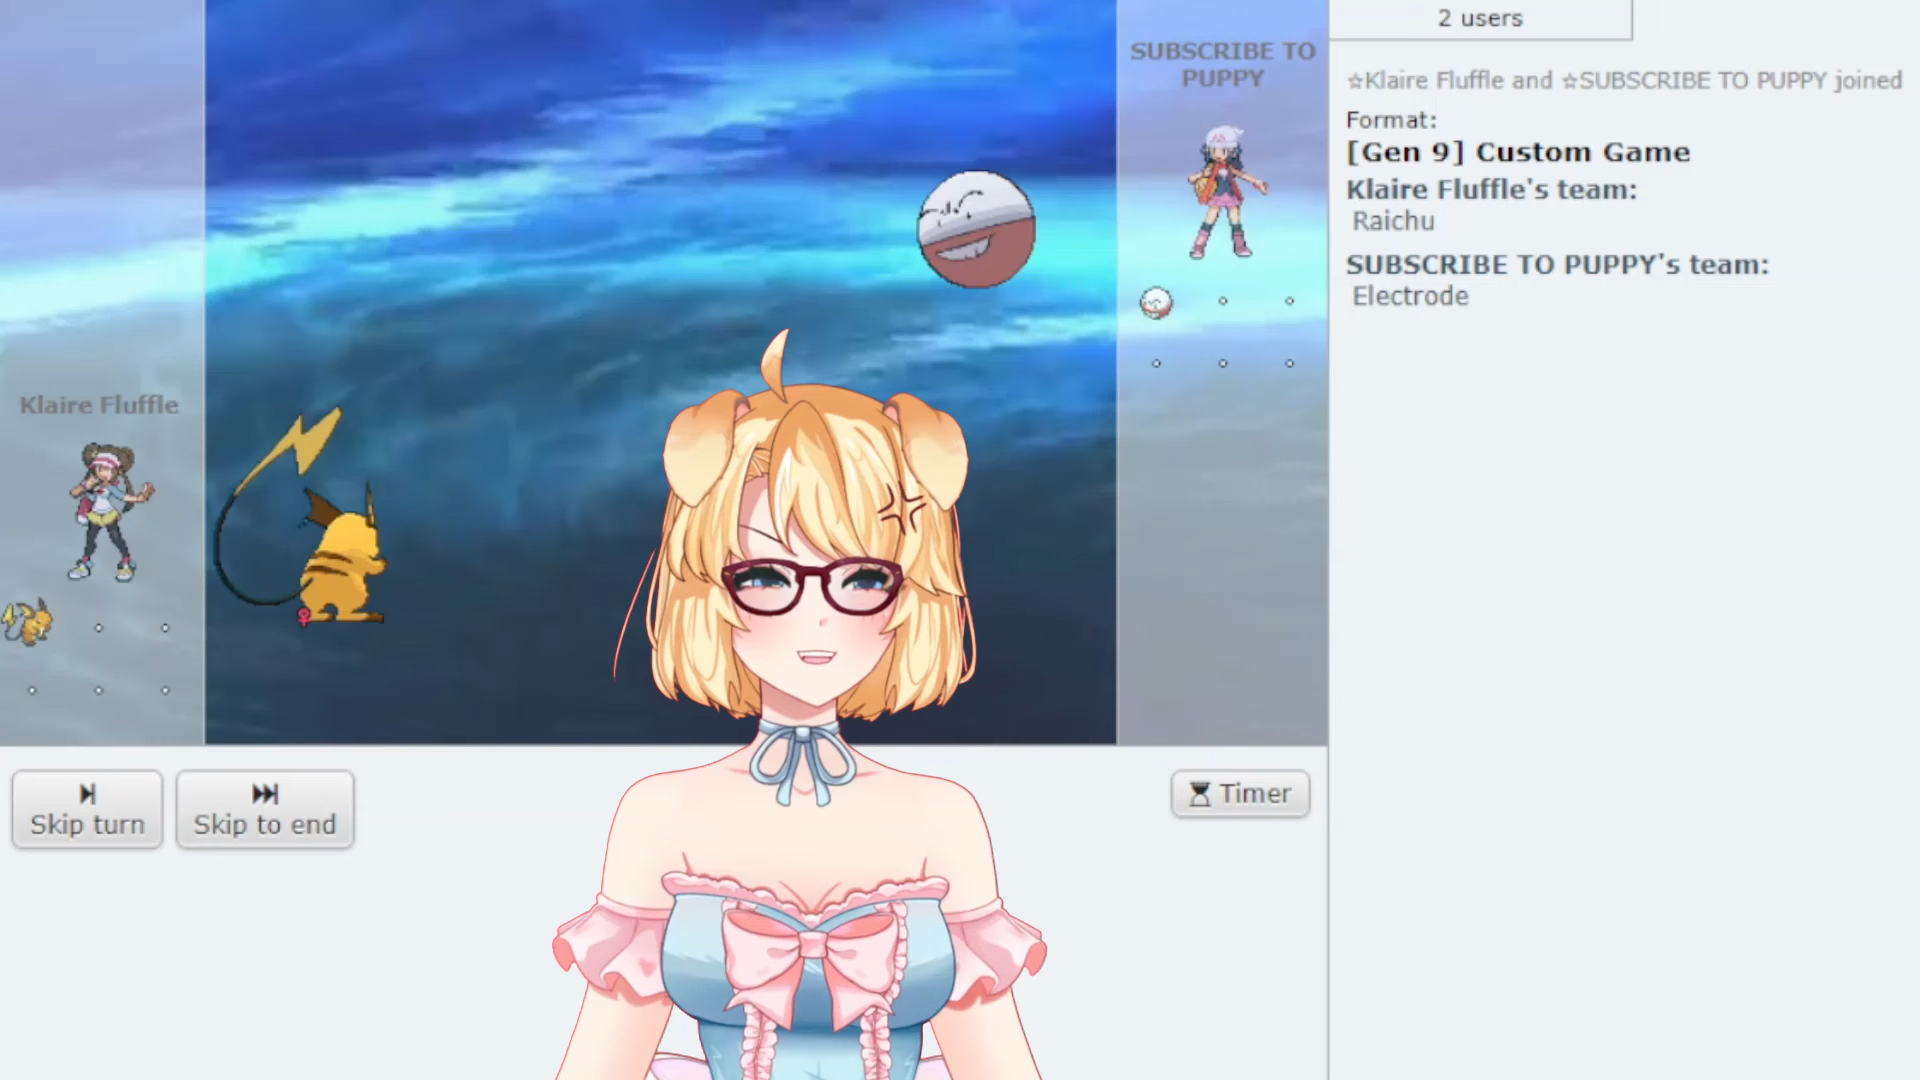 SUBSCRIBE TO
PUPPY
Klaire Fluffle
Skip turn
Skip to end
Timer
2 users
☆Klaire Fluffle and ☆SUBSCRIBE TO PUPPY joined
Format:
[Gen 9] Custom Game
Klaire Fluffle's team:
Raichu
SUBSCRIBE TO PUPPY's team:
Electrode